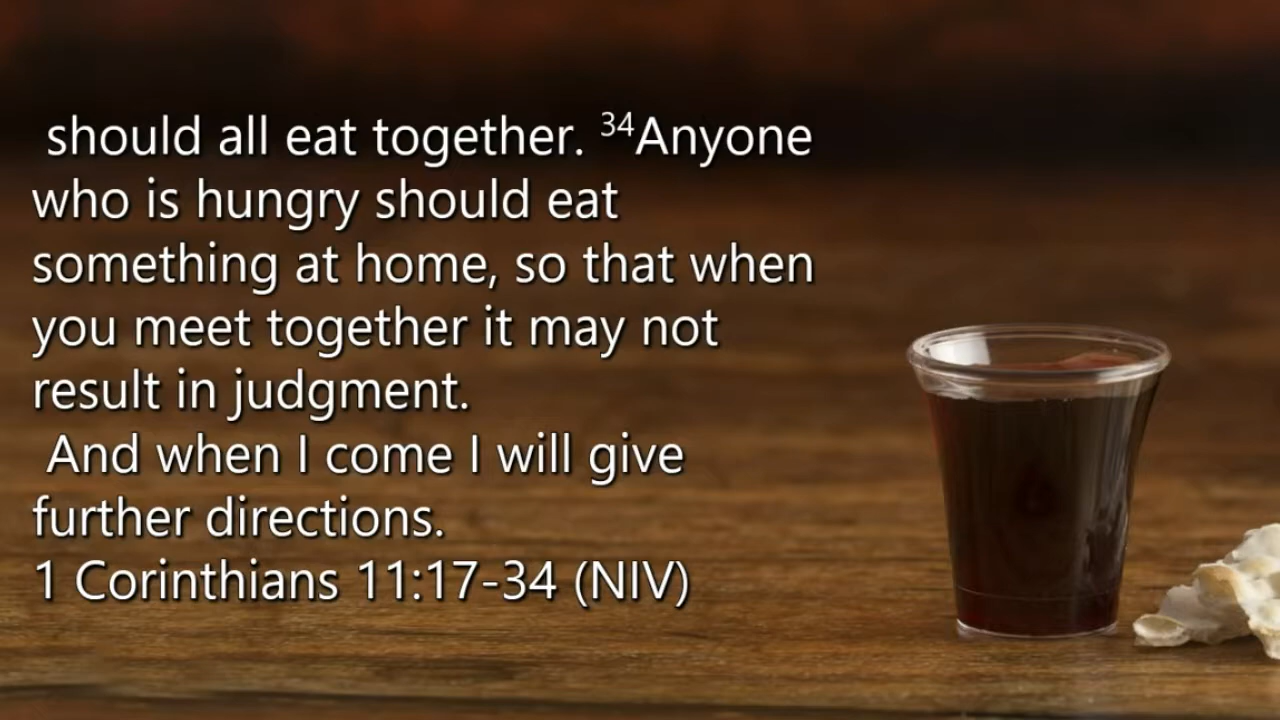 should all eat together. ³⁴Anyone
who is hungry should eat
something at home, so that when
you meet together it may not
result in judgment.
And when I come I will give
further directions.
1 Corinthians 11:17-34 (NIV)